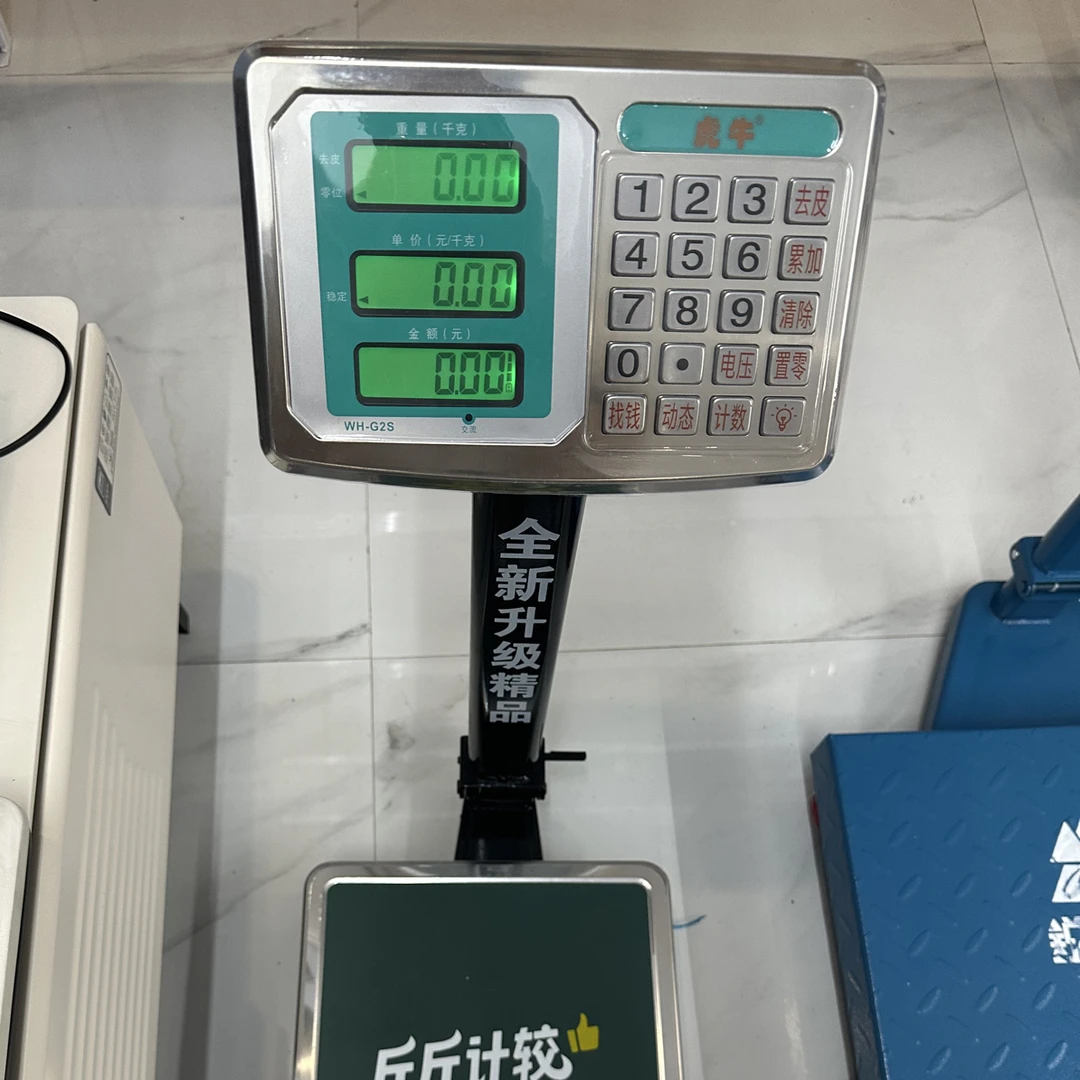 重量(千克)
去皮
零位
0.00
单价(元/千克)
稳定
0.00
金额(元)
0.00
WH-G2S
交流
虎牛®
1 2 3 去皮
4 5 6 累加
7 8 9 清除
0 • 电压 置零
找钱 动态 计数
全新升级精品
斤斤计较